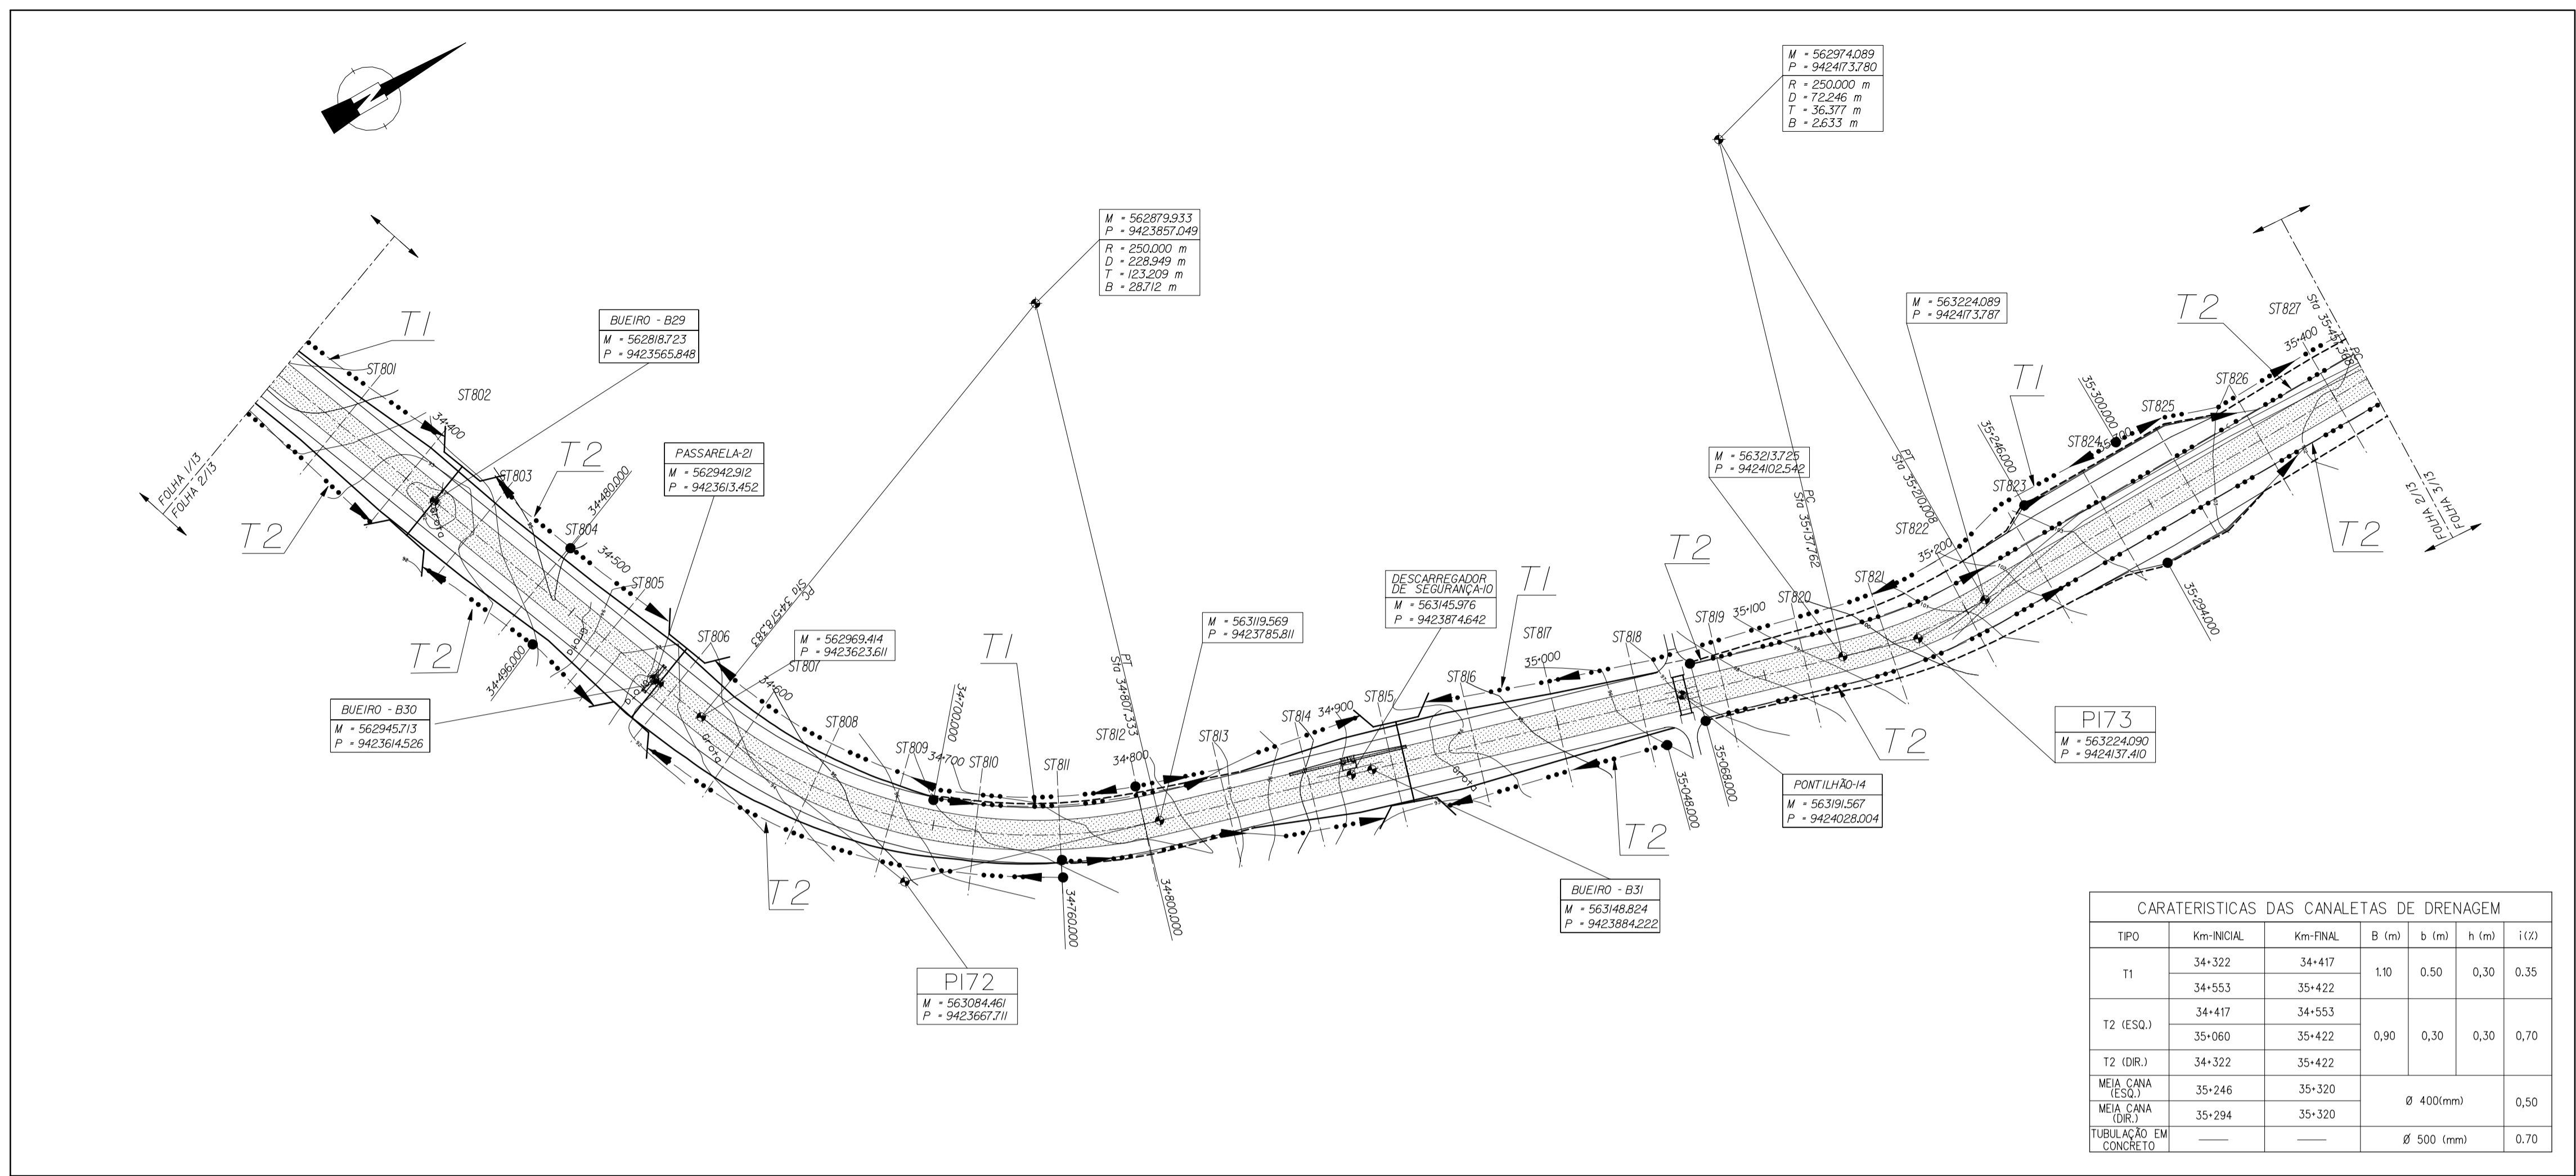 M = 562974.089
P = 9424173.780
R = 250.000 m
D = 72.246 m
T = 36.377 m
B = 2.633 m
M = 562879.933
P = 9423857.049
R = 250.000 m
D = 228.949 m
T = 123.209 m
B = 28.712 m
BUEIRO - B29
M = 562818.723
P = 9423565.848
M = 563224.089
P = 9424173.787
PASSARELA-21
M = 562942.912
P = 9423613.452
M = 563213.725
P = 9424102.542
DESCARREGADOR
DE SEGURANÇA-10
M = 563145.976
P = 9423874.642
M = 563119.569
P = 9423785.811
M = 562969.414
P = 9423623.611
BUEIRO - B30
M = 562945.713
P = 9423614.526
PI73
M = 563224.090
P = 9424137.410
PONTILHÃO-14
M = 563191.567
P = 9424028.004
BUEIRO - B31
M = 563148.824
P = 9423884.222
PI72
M = 563084.461
P = 9423667.711
FOLHA 1/13
FOLHA 2/13
T1
T2
T2
T2
T2
T1
T1
T2
T2
T2
T1
T2
T2
ST801
ST802
ST803
ST804
ST805
ST806
ST807
ST808
ST809
ST810
ST811
ST812
ST813
ST814
ST815
ST816
ST817
ST818
ST819
ST820
ST821
ST822
ST823
ST824
ST825
ST826
ST827
34+400
34+480.000
34+500
34+496.000
PC
Sta 34+578.383
34+600
34+700.000
34+700
34+760.000
PT
Sta 34+807.333
34+800
34+800.000
34+900
35+000
35+048.000
35+068.000
35+100
PC
Sta 35+137.762
35+200
PT
Sta 35+210.008
35+246.000
35+300.000
35+294.000
35+400
PC
Grota
Grota
Grota
Grota
Grota
FOLHA 2/13
FOLHA 3/13
CARATERISTICAS DAS CANALETAS DE DRENAGEM
TIPO Km-INICIAL Km-FINAL B (m) b (m) h (m) i(%)
T1 34+322 34+417 1.10 0.50 0,30 0.35
34+553 35+422
T2 (ESQ.) 34+417 34+553
35+060 35+422 0,90 0,30 0,30 0,70
T2 (DIR.) 34+322 35+422
MEIA CANA
(ESQ.) 35+246 35+320 Ø 400(mm) 0,50
MEIA CANA
(DIR.) 35+294 35+320
TUBULAÇÃO EM
CONCRETO Ø 500 (mm) 0.70